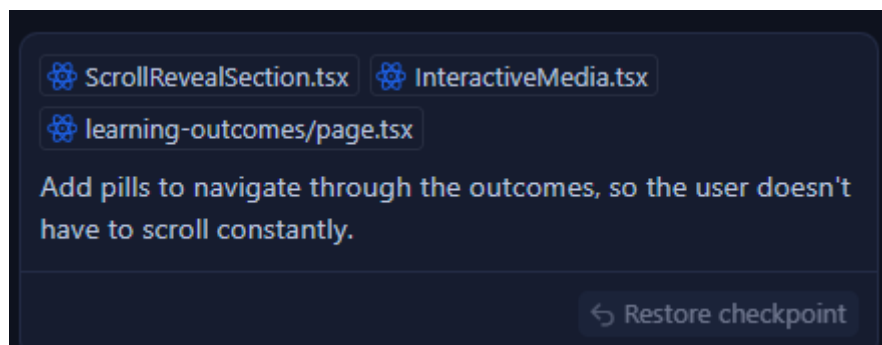 ScrollRevealSection.tsx InteractiveMedia.tsx
learning-outcomes/page.tsx
Add pills to navigate through the outcomes, so the user doesn't
have to scroll constantly.
Restore checkpoint